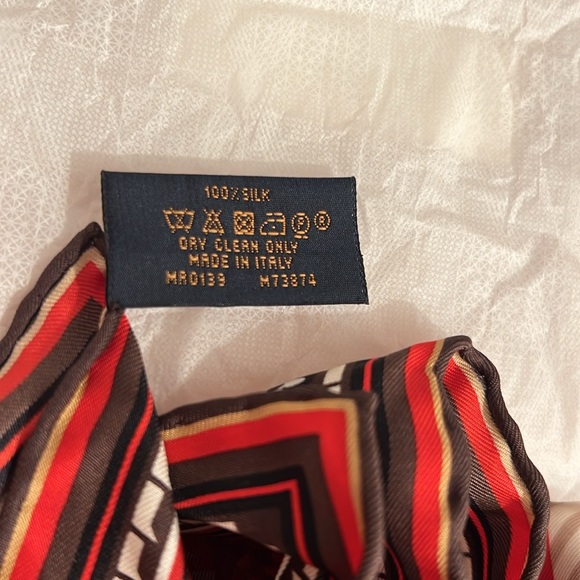 100% SILK
P ®
DRY CLEAN ONLY
MADE IN ITALY
MR0139 M73874